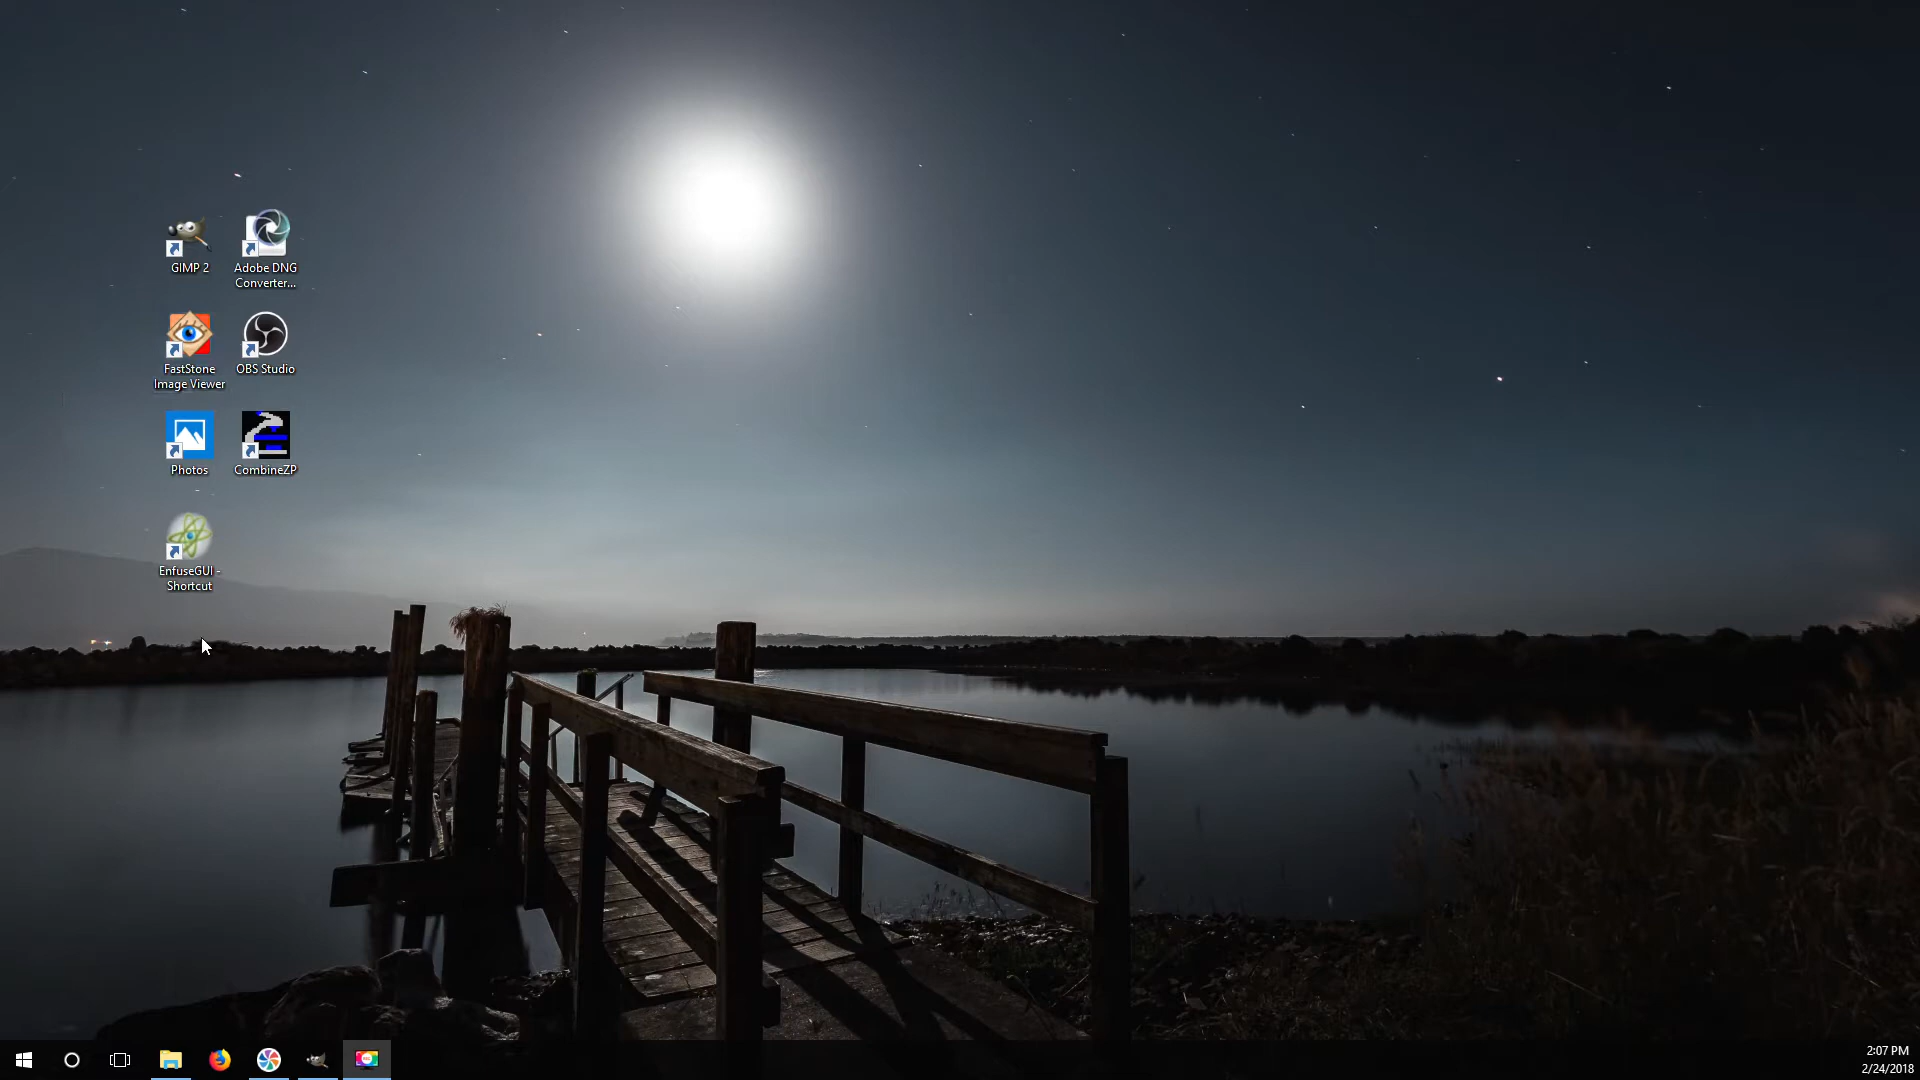 GIMP 2
Adobe DNG
Converter...
FastStone
Image Viewer
OBS Studio
Photos
CombineZP
EnfuseGUI -
Shortcut
2:07 PM
2/24/2018